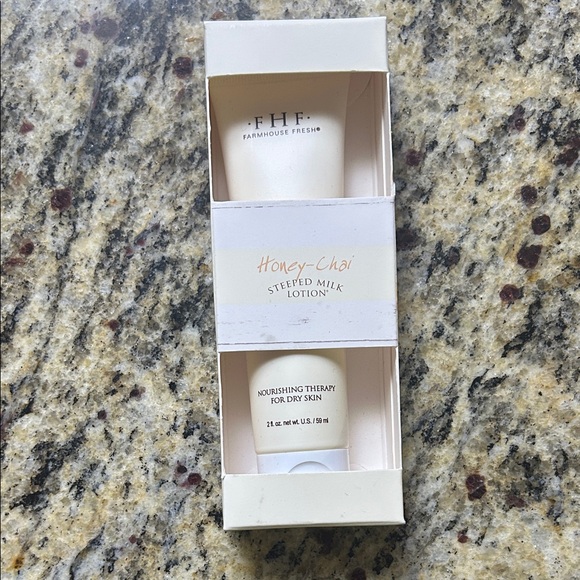 · FHF ·
FARMHOUSE FRESH®
Honey-Chai
STEEPED MILK
LOTION®
NOURISHING THERAPY
FOR DRY SKIN
2 fl. oz. net wt. U.S. / 59 ml